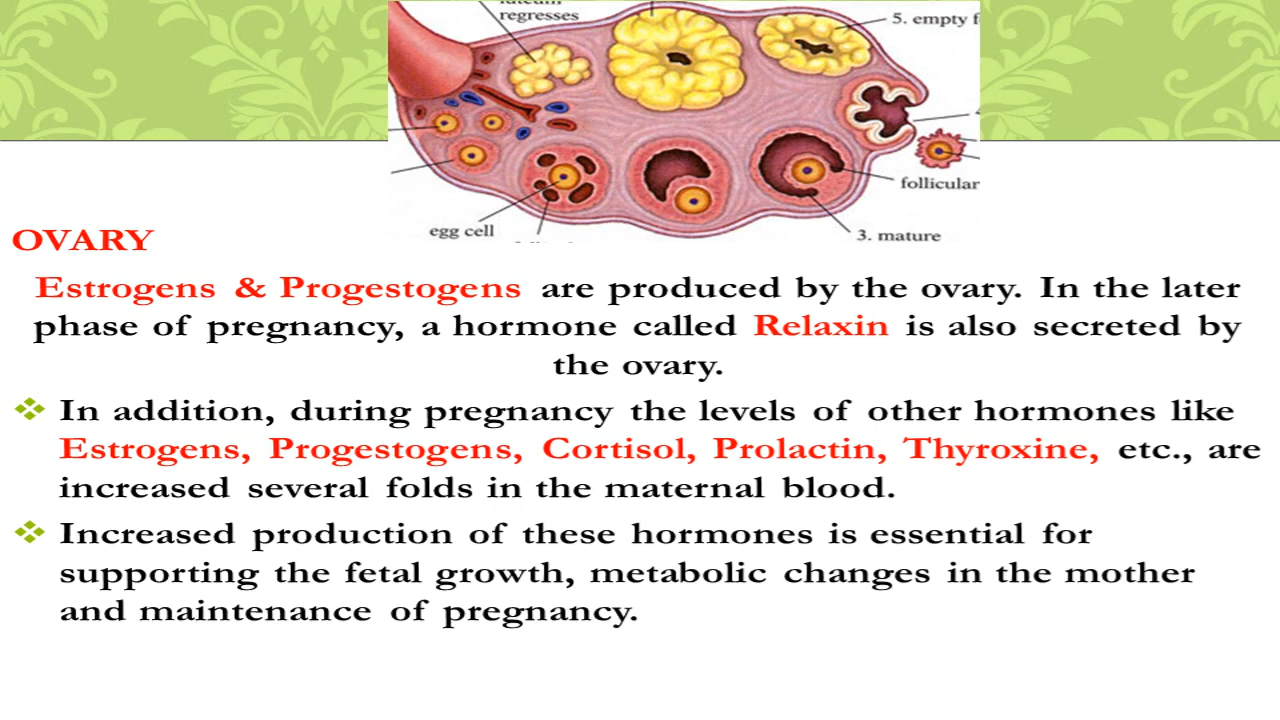 regresses
5. empty f
follicular
egg cell
3. mature
OVARY
Estrogens & Progestogens are produced by the ovary. In the later
phase of pregnancy, a hormone called Relaxin is also secreted by
the ovary.
In addition, during pregnancy the levels of other hormones like
Estrogens, Progestogens, Cortisol, Prolactin, Thyroxine, etc., are
increased several folds in the maternal blood.
Increased production of these hormones is essential for
supporting the fetal growth, metabolic changes in the mother
and maintenance of pregnancy.